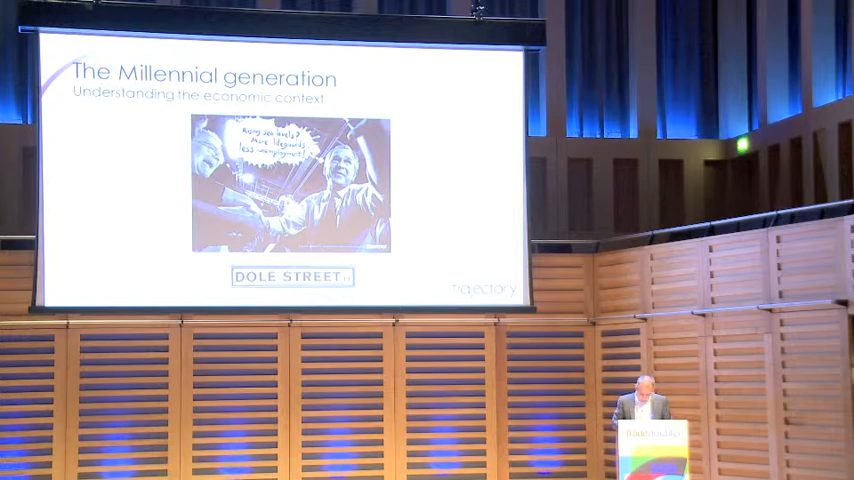 The Millennial generation
Understanding the economic context
Rising sea levels?
More lifeguards
less unemployment!
DOLE STREET
trajectory